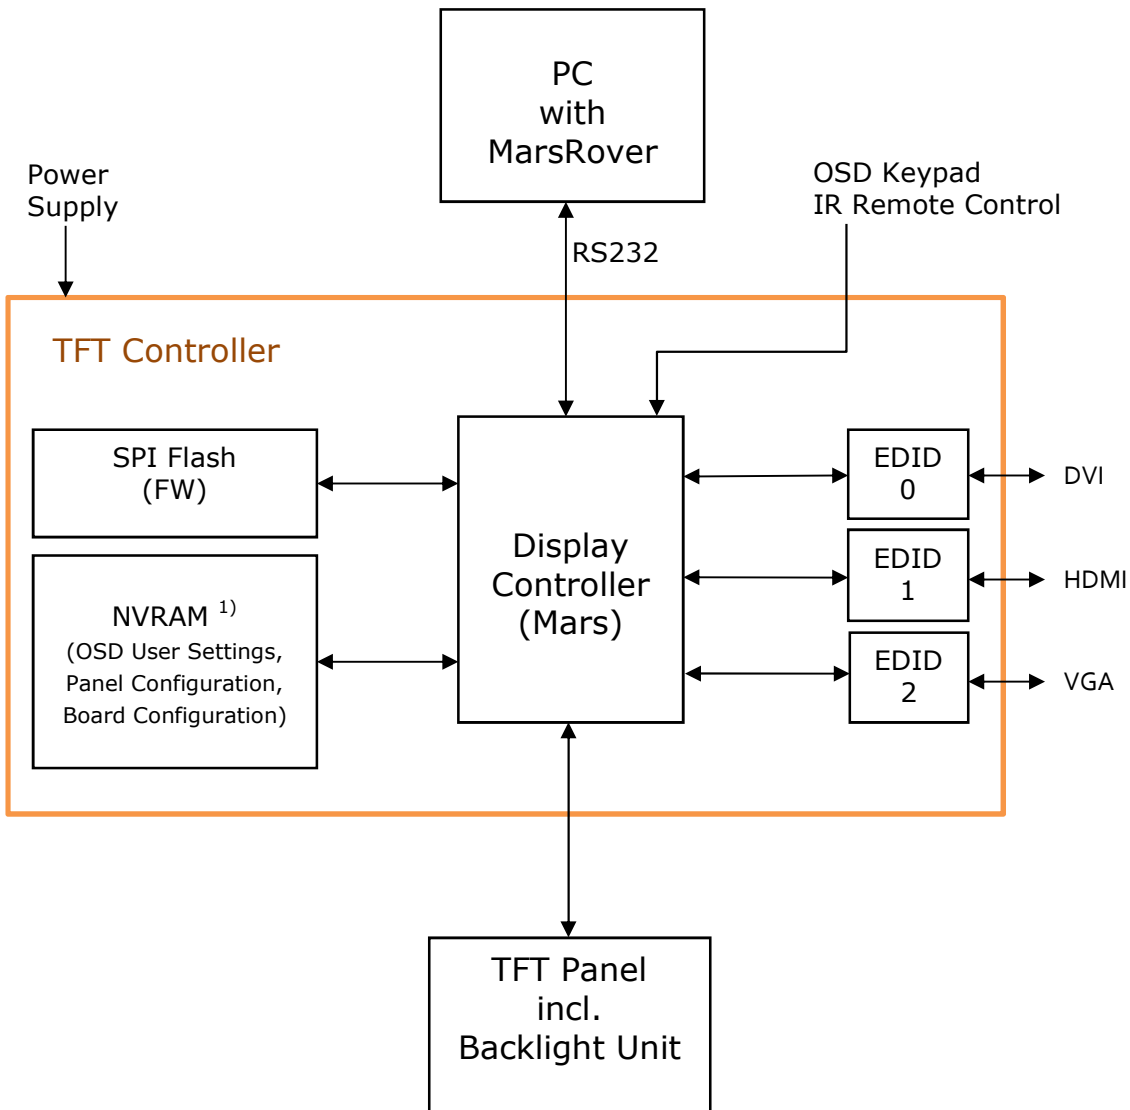 PC
with
MarsRover
Power
Supply
OSD Keypad
IR Remote Control
RS232
TFT Controller
SPI Flash
(FW)
NVRAM 1)
(OSD User Settings,
Panel Configuration,
Board Configuration)
Display
Controller
(Mars)
EDID
0
DVI
EDID
1
HDMI
EDID
2
VGA
TFT Panel
incl.
Backlight Unit